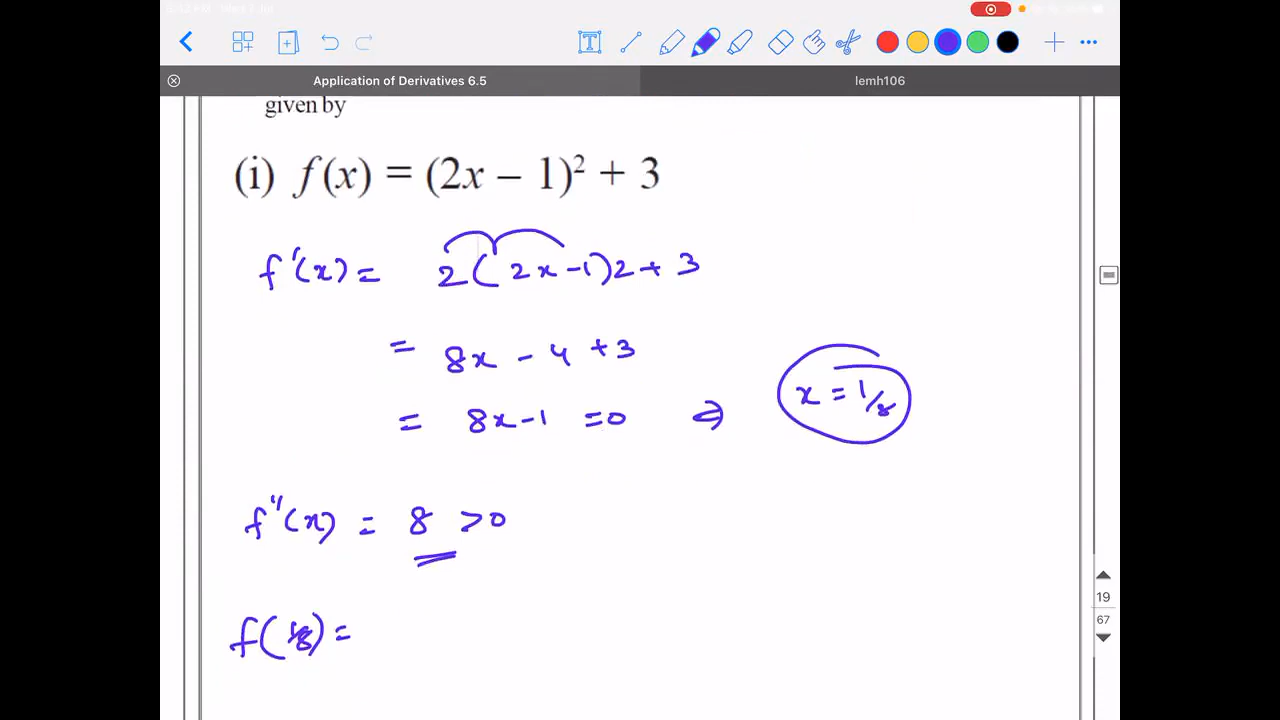 Application of Derivatives 6.5
lemh106
given by
(i) f(x) = (2x – 1)² + 3
f'(x) = 2(2x-1)2 + 3
= 8x - 4 + 3
= 8x-1 =0 ⇒ x = 1/8
f''(x) = 8 >0
f(1/8) =
19
67